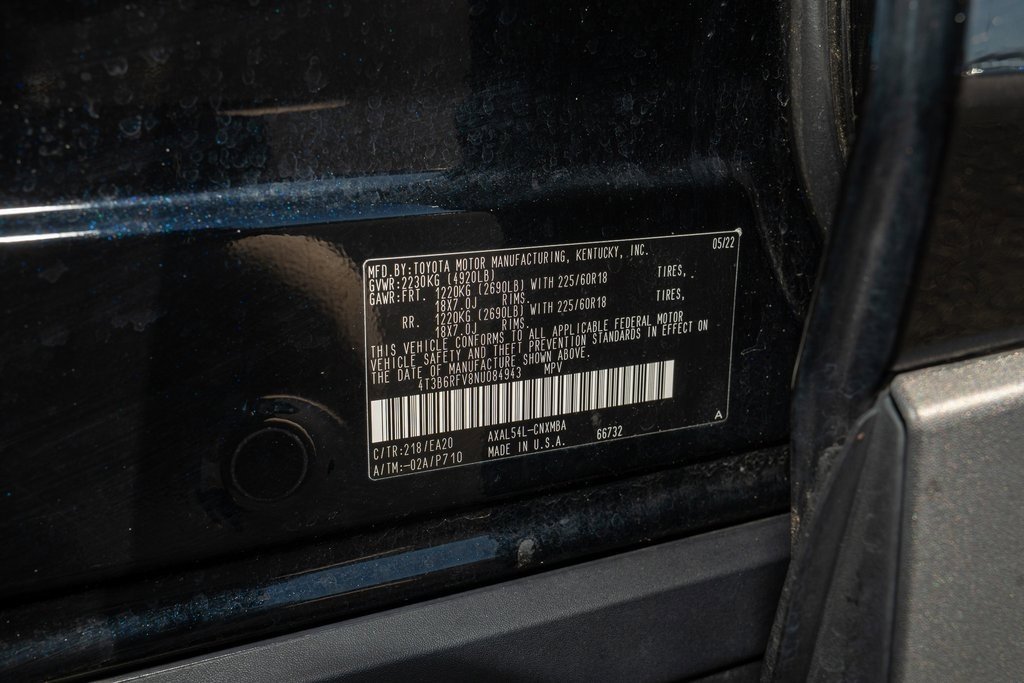 MFD.BY:TOYOTA MOTOR MANUFACTURING, KENTUCKY, INC. 05/22
GVWR:2230KG (4920LB)
GAWR:FRT. 1220KG (2690LB) WITH 225/60R18 TIRES,
18X7.0J RIMS.
RR. 1220KG (2690LB) WITH 225/60R18 TIRES,
18X7.0J RIMS.
THIS VEHICLE CONFORMS TO ALL APPLICABLE FEDERAL MOTOR
VEHICLE SAFETY AND THEFT PREVENTION STANDARDS IN EFFECT ON
THE DATE OF MANUFACTURE SHOWN ABOVE.
4T3B6RFV8NU084943 MPV
C/TR:218/EA20 AXAL54L-CNXMBA 66732 A
A/TM:-02A/P710 MADE IN U.S.A.